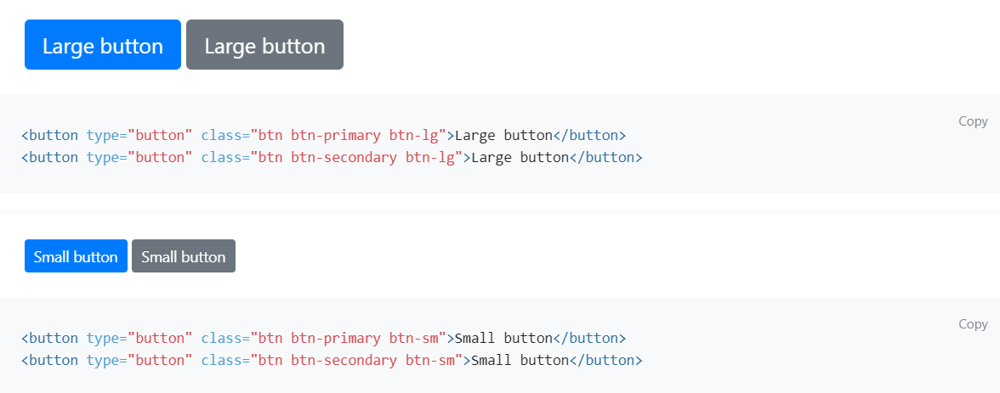 Large button Large button
Copy
<button type="button" class="btn btn-primary btn-lg">Large button</button>
<button type="button" class="btn btn-secondary btn-lg">Large button</button>
Small button Small button
Copy
<button type="button" class="btn btn-primary btn-sm">Small button</button>
<button type="button" class="btn btn-secondary btn-sm">Small button</button>